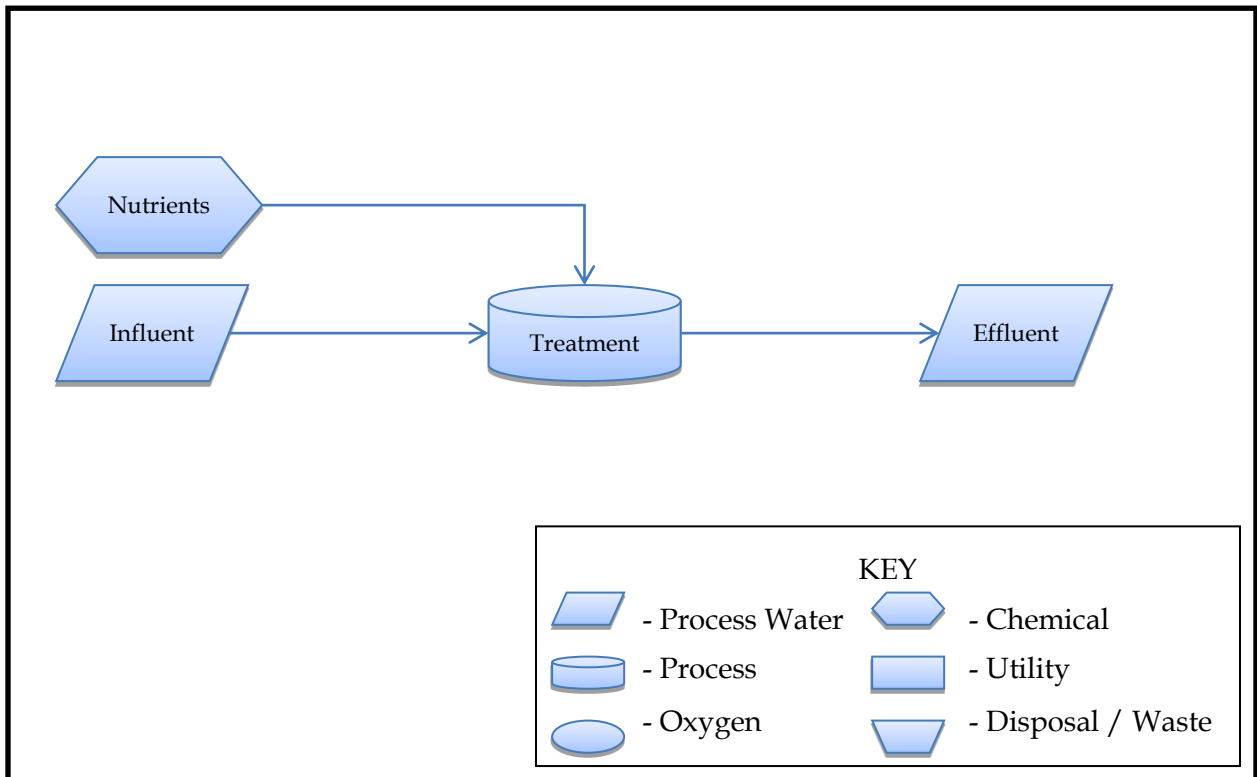 Nutrients
Influent
Treatment
Effluent
KEY
- Process Water
- Chemical
- Process
- Utility
- Oxygen
- Disposal / Waste